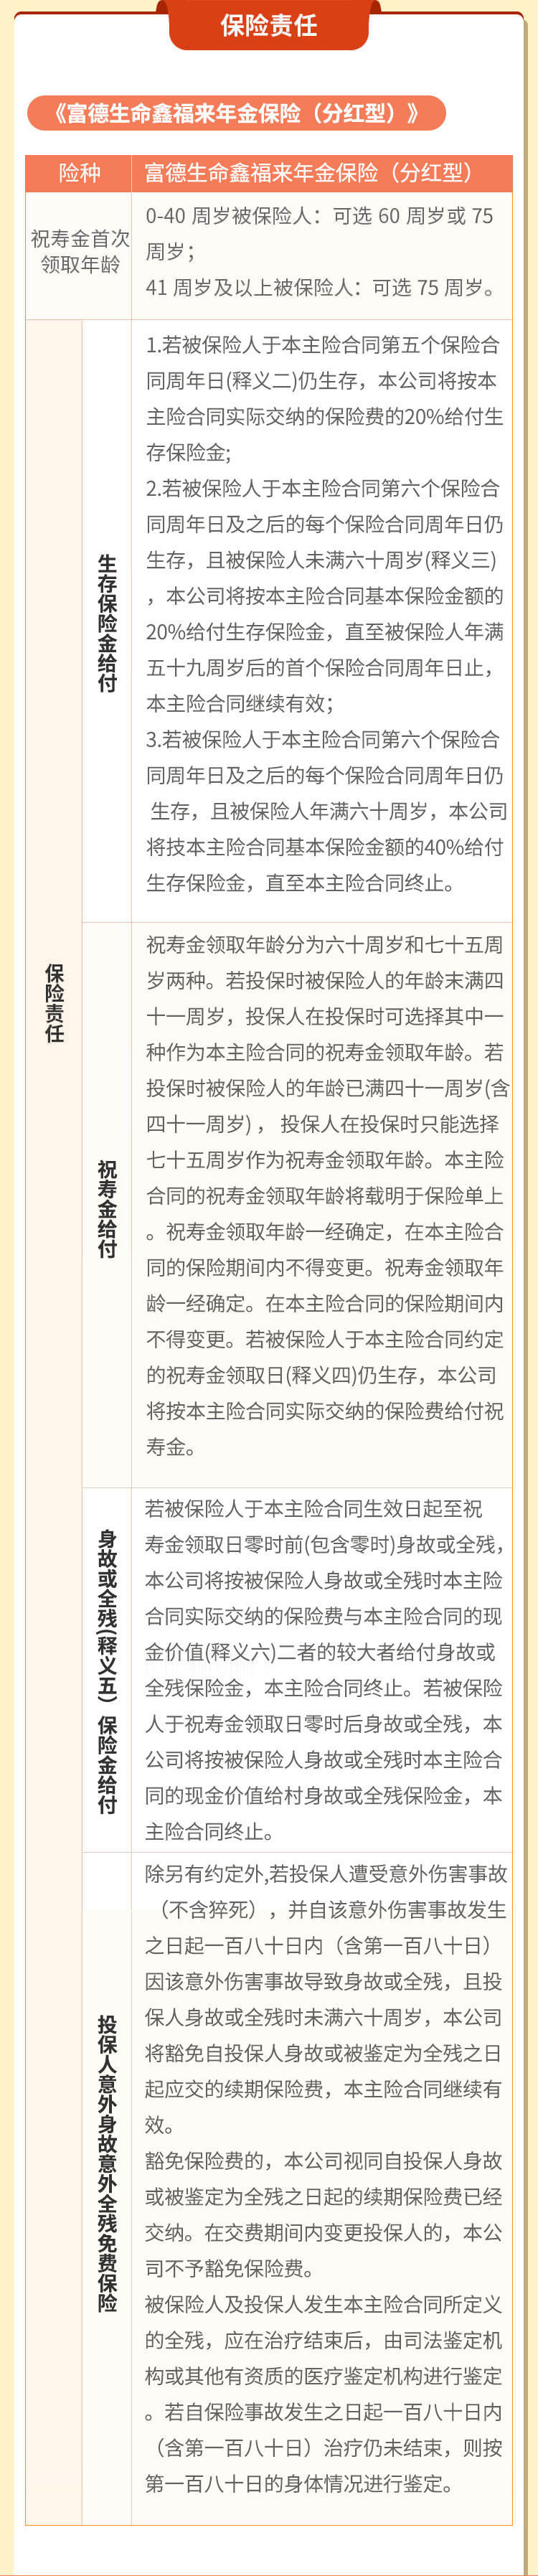 保险责任
《富德生命鑫福来年金保险（分红型）》
险种
富德生命鑫福来年金保险（分红型）
祝寿金首次
领取年龄
0-40 周岁被保险人：可选 60 周岁或 75
周岁；
41 周岁及以上被保险人：可选 75 周岁。
保险责任
生存保险金给付
1.若被保险人于本主险合同第五个保险合
同周年日(释义二)仍生存，本公司将按本
主险合同实际交纳的保险费的20%给付生
存保险金;
2.若被保险人于本主险合同第六个保险合
同周年日及之后的每个保险合同周年日仍
生存，且被保险人未满六十周岁(释义三)
，本公司将按本主险合同基本保险金额的
20%给付生存保险金，直至被保险人年满
五十九周岁后的首个保险合同周年日止，
本主险合同继续有效；
3.若被保险人于本主险合同第六个保险合
同周年日及之后的每个保险合同周年日仍
生存，且被保险人年满六十周岁，本公司
将技本主险合同基本保险金额的40%给付
生存保险金，直至本主险合同终止。
祝寿金给付
祝寿金领取年龄分为六十周岁和七十五周
岁两种。若投保时被保险人的年龄末满四
十一周岁，投保人在投保时可选择其中一
种作为本主险合同的祝寿金领取年龄。若
投保时被保险人的年龄已满四十一周岁(含
四十一周岁) ， 投保人在投保时只能选择
七十五周岁作为祝寿金领取年龄。本主险
合同的祝寿金领取年龄将载明于保险单上
。祝寿金领取年龄一经确定，在本主险合
同的保险期间内不得变更。祝寿金领取年
龄一经确定。在本主险合同的保险期间内
不得变更。若被保险人于本主险合同约定
的祝寿金领取日(释义四)仍生存，本公司
将按本主险合同实际交纳的保险费给付祝
寿金。
身故或全残(释义五）保险金给付
若被保险人于本主险合同生效日起至祝
寿金领取日零时前(包含零时)身故或全残，
本公司将按被保险人身故或全残时本主险
合同实际交纳的保险费与本主险合同的现
金价值(释义六)二者的较大者给付身故或
全残保险金，本主险合同终止。若被保险
人于祝寿金领取日零时后身故或全残，本
公司将按被保险人身故或全残时本主险合
同的现金价值给村身故或全残保险金，本
主险合同终止。
投保人意外身故意外全残免费保险
除另有约定外,若投保人遭受意外伤害事故
（不含猝死），并自该意外伤害事故发生
之日起一百八十日内（含第一百八十日）
因该意外伤害事故导致身故或全残，且投
保人身故或全残时未满六十周岁，本公司
将豁免自投保人身故或被鉴定为全残之日
起应交的续期保险费，本主险合同继续有
效。
豁免保险费的，本公司视同自投保人身故
或被鉴定为全残之日起的续期保险费已经
交纳。在交费期间内变更投保人的，本公
司不予豁免保险费。
被保险人及投保人发生本主险合同所定义
的全残，应在治疗结束后，由司法鉴定机
构或其他有资质的医疗鉴定机构进行鉴定
。若自保险事故发生之日起一百八十日内
（含第一百八十日）治疗仍未结束，则按
第一百八十日的身体情况进行鉴定。